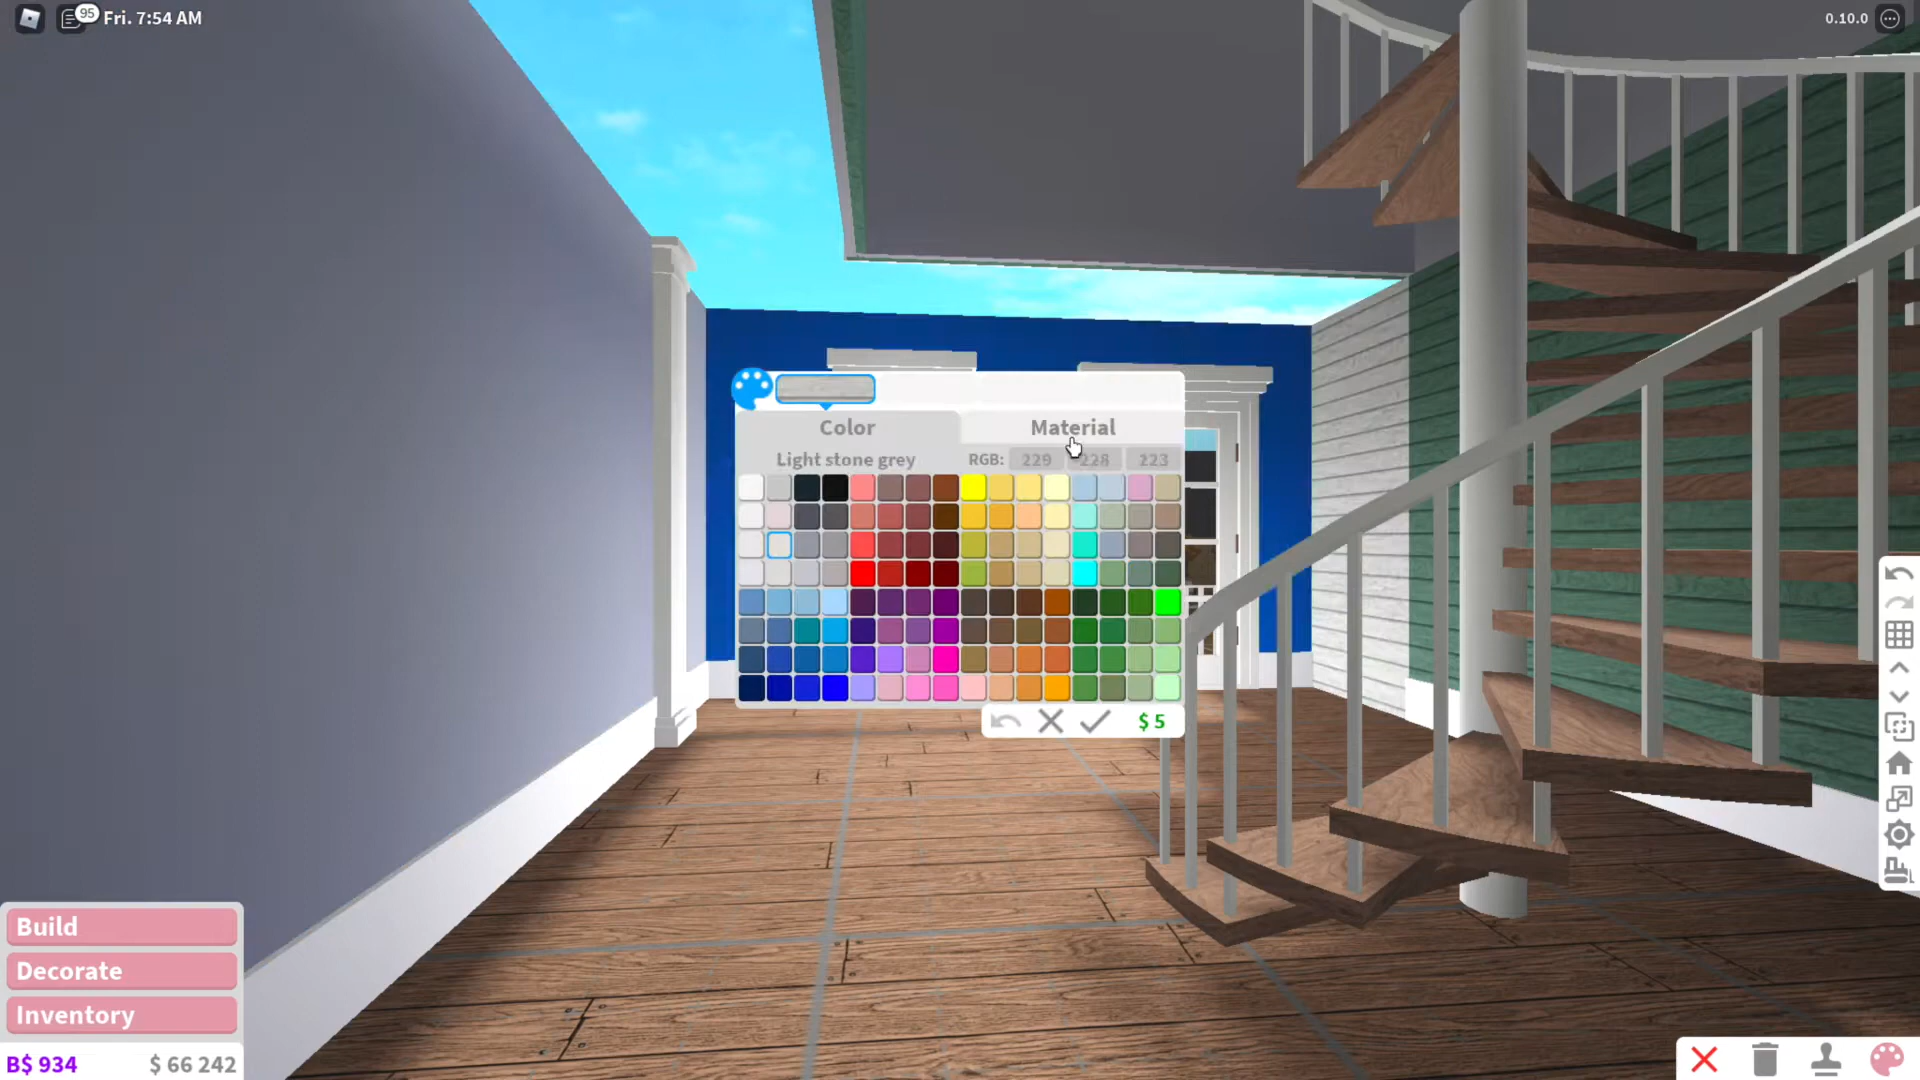 95 Fri. 7:54 AM
0.10.0
Color
Material
Light stone grey
RGB: 229 228 223
$ 5
Build
Decorate
Inventory
B$ 934
$ 66 242